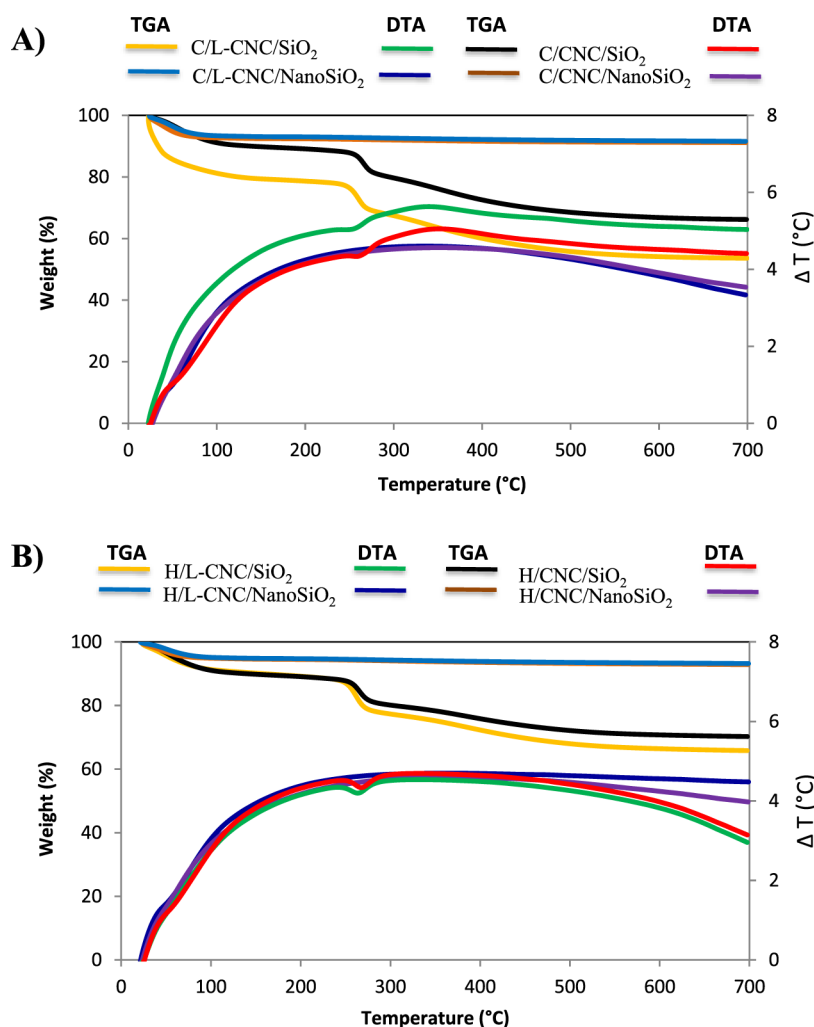 A)
TGA DTA TGA DTA
C/L-CNC/SiO₂ C/CNC/SiO₂
C/L-CNC/NanoSiO₂ C/CNC/NanoSiO₂
100 8
80 6
60
4
40
2
20
0 0
0 100 200 300 400 500 600 700
Weight (%)
Δ T (°C)
Temperature (°C)
B)
TGA DTA TGA DTA
H/L-CNC/SiO₂ H/CNC/SiO₂
H/L-CNC/NanoSiO₂ H/CNC/NanoSiO₂
100 8
80 6
60
4
40
2
20
0 0
0 100 200 300 400 500 600 700
Weight (%)
Δ T (°C)
Temperature (°C)